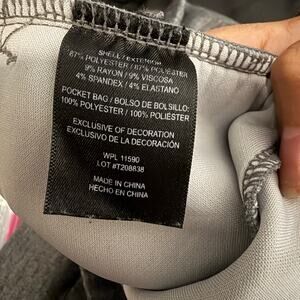 SHELL / EXTERIOR
87% POLYESTER / 87% POLYESTER
9% RAYON / 9% VISCOSA
4% SPANDEX / 4% ELASTANO
POCKET BAG / BOLSO DE BOLSILLO:
100% POLYESTER / 100% POLIÉSTER
EXCLUSIVE OF DECORATION
EXCLUSIVO DE LA DECORACIÓN
WPL 11590
LOT #T208838
MADE IN CHINA
HECHO EN CHINA